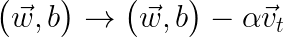 $(\vec{w}, b) \rightarrow (\vec{w}, b) - \alpha \vec{v}_t$